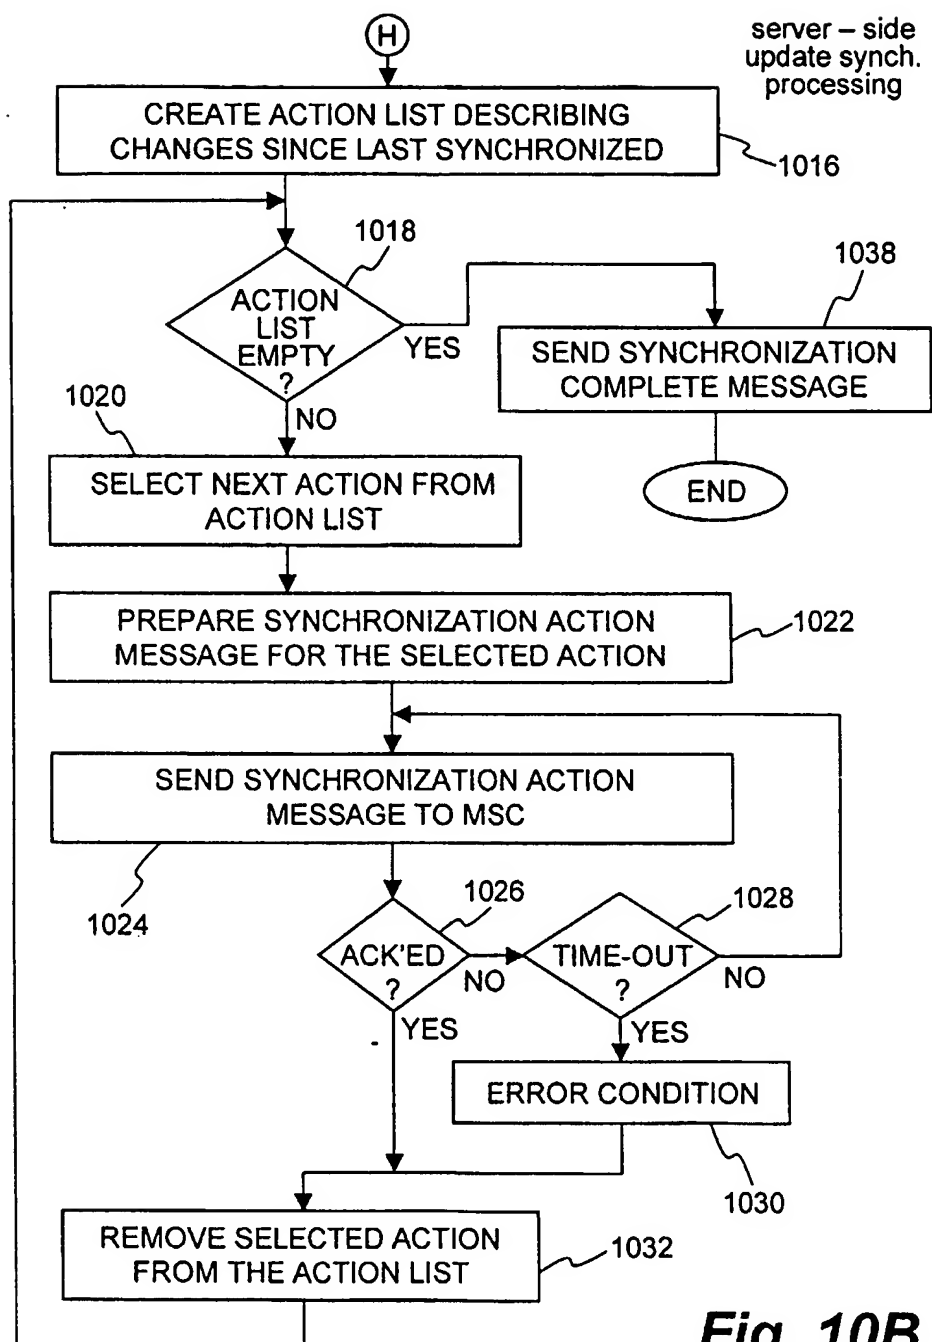 H
server – side
update synch.
processing
CREATE ACTION LIST DESCRIBING
CHANGES SINCE LAST SYNCHRONIZED
1016
1018
1038
ACTION
LIST
EMPTY
?
YES
SEND SYNCHRONIZATION
COMPLETE MESSAGE
1020
NO
SELECT NEXT ACTION FROM
ACTION LIST
END
PREPARE SYNCHRONIZATION ACTION
MESSAGE FOR THE SELECTED ACTION
1022
SEND SYNCHRONIZATION ACTION
MESSAGE TO MSC
1024
1026
1028
ACK'ED
?
NO
TIME-OUT
?
NO
YES
YES
ERROR CONDITION
1030
REMOVE SELECTED ACTION
FROM THE ACTION LIST
1032
Fig. 10B